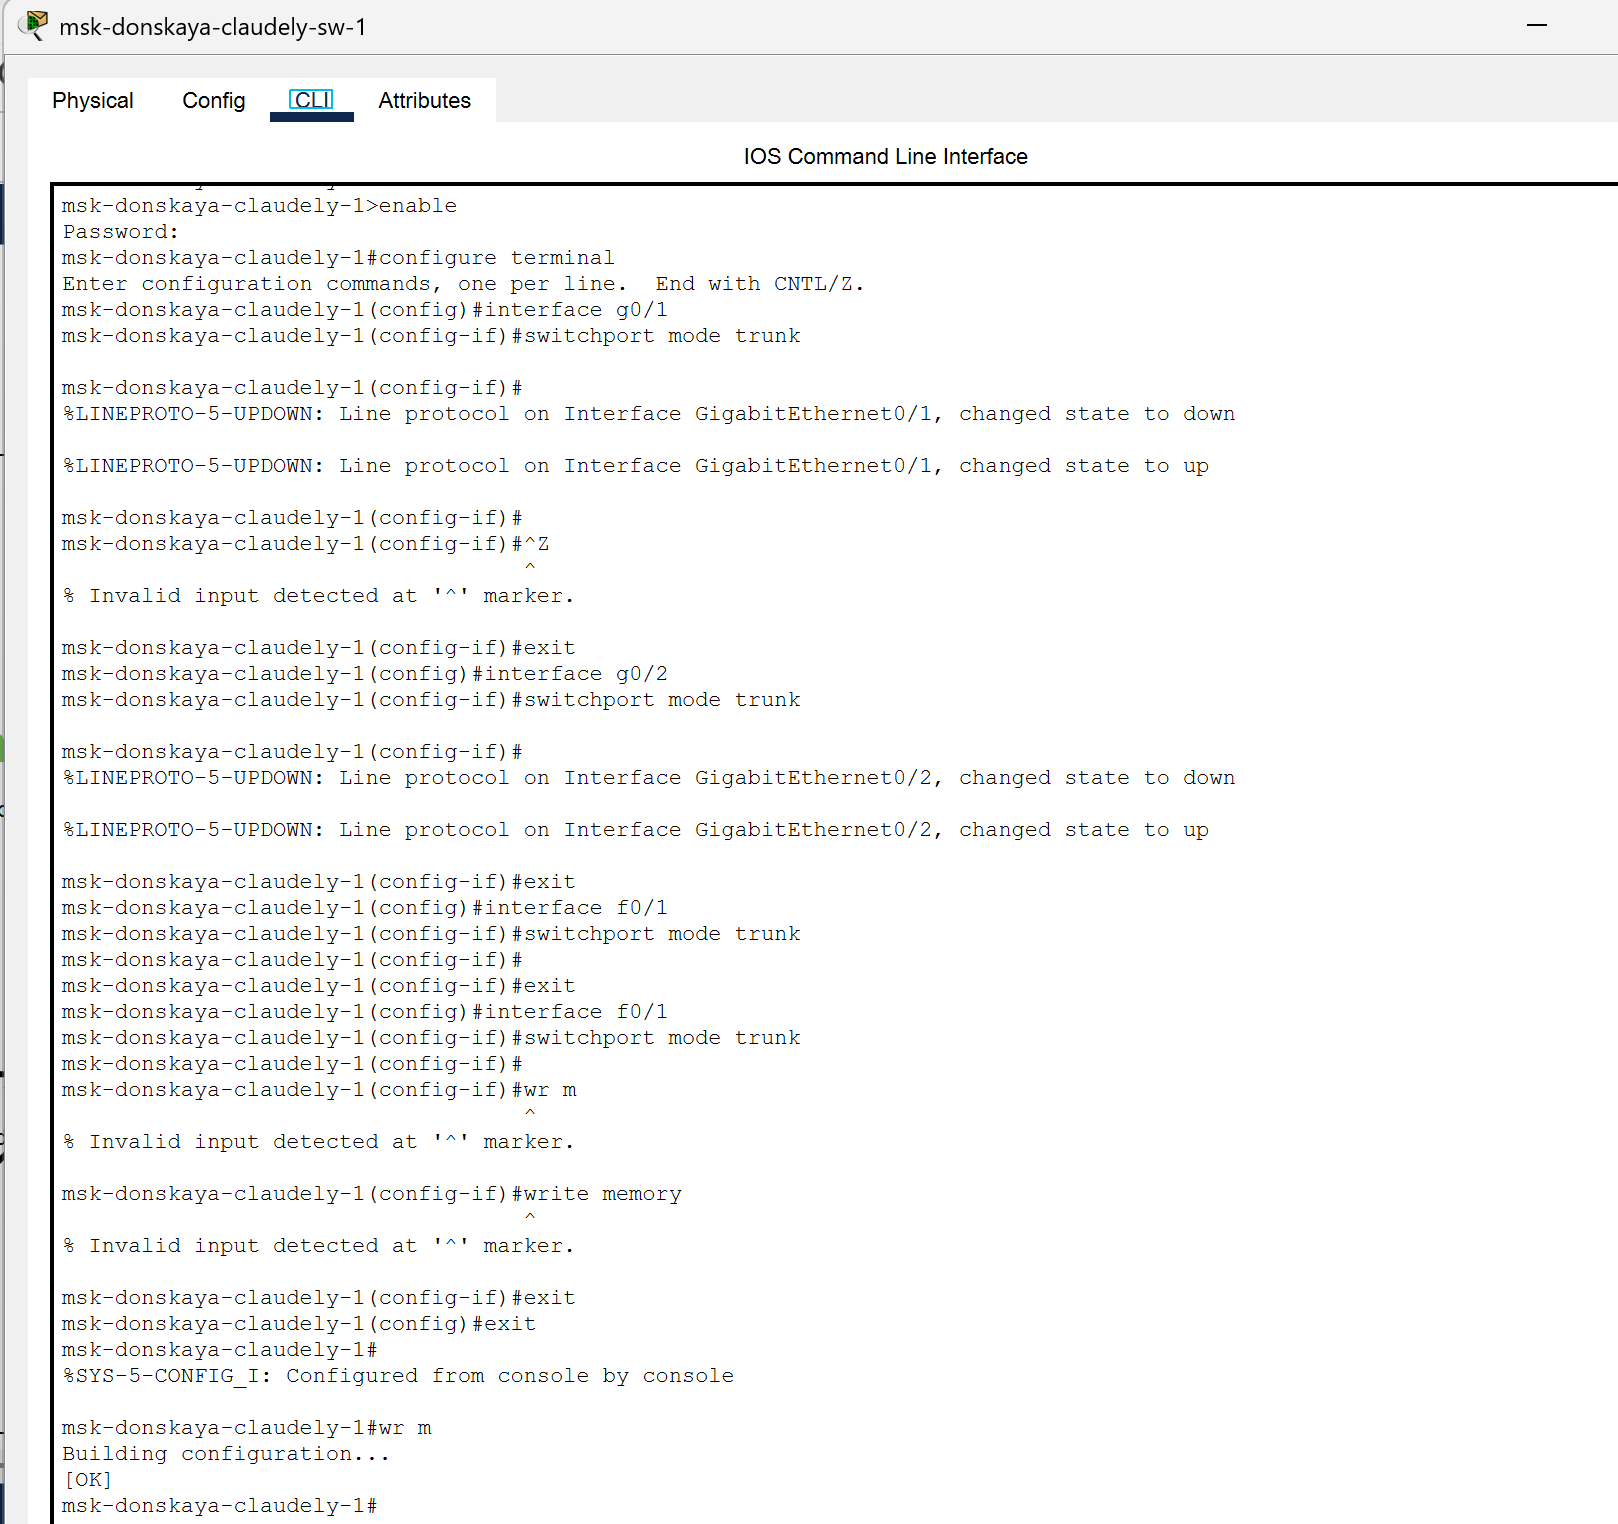 msk-donskaya-claudely-sw-1
Physical Config CLI Attributes
IOS Command Line Interface
msk-donskaya-claudely-1>enable
Password:
msk-donskaya-claudely-1#configure terminal
Enter configuration commands, one per line.  End with CNTL/Z.
msk-donskaya-claudely-1(config)#interface g0/1
msk-donskaya-claudely-1(config-if)#switchport mode trunk
msk-donskaya-claudely-1(config-if)#
%LINEPROTO-5-UPDOWN: Line protocol on Interface GigabitEthernet0/1, changed state to down
%LINEPROTO-5-UPDOWN: Line protocol on Interface GigabitEthernet0/1, changed state to up
msk-donskaya-claudely-1(config-if)#
msk-donskaya-claudely-1(config-if)#^Z
^
% Invalid input detected at '^' marker.
msk-donskaya-claudely-1(config-if)#exit
msk-donskaya-claudely-1(config)#interface g0/2
msk-donskaya-claudely-1(config-if)#switchport mode trunk
msk-donskaya-claudely-1(config-if)#
%LINEPROTO-5-UPDOWN: Line protocol on Interface GigabitEthernet0/2, changed state to down
%LINEPROTO-5-UPDOWN: Line protocol on Interface GigabitEthernet0/2, changed state to up
msk-donskaya-claudely-1(config-if)#exit
msk-donskaya-claudely-1(config)#interface f0/1
msk-donskaya-claudely-1(config-if)#switchport mode trunk
msk-donskaya-claudely-1(config-if)#
msk-donskaya-claudely-1(config-if)#exit
msk-donskaya-claudely-1(config)#interface f0/1
msk-donskaya-claudely-1(config-if)#switchport mode trunk
msk-donskaya-claudely-1(config-if)#
msk-donskaya-claudely-1(config-if)#wr m
^
% Invalid input detected at '^' marker.
msk-donskaya-claudely-1(config-if)#write memory
^
% Invalid input detected at '^' marker.
msk-donskaya-claudely-1(config-if)#exit
msk-donskaya-claudely-1(config)#exit
msk-donskaya-claudely-1#
%SYS-5-CONFIG_I: Configured from console by console
msk-donskaya-claudely-1#wr m
Building configuration...
[OK]
msk-donskaya-claudely-1#